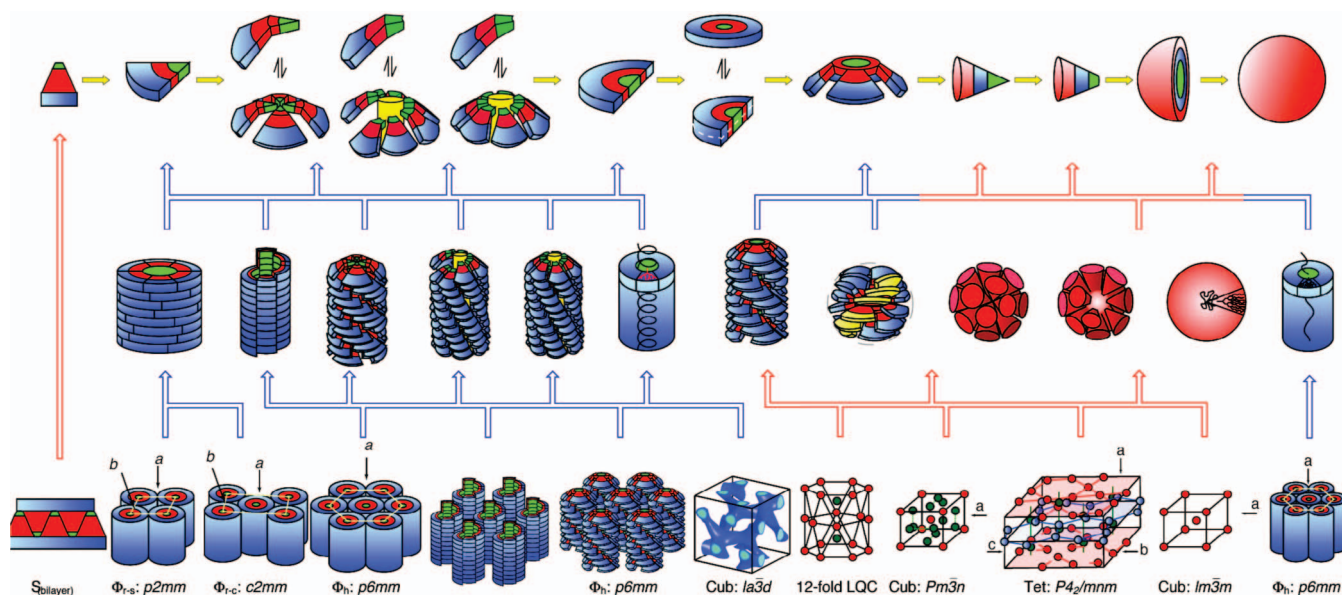 b
a
b
a
a
a
a
a
c
b
a
S(bilayer)
Φr-s: p2mm
Φr-c: c2mm
Φh: p6mm
Φh: p6mm
Cub: Ia3̄d
12-fold LQC
Cub: Pm3̄n
Tet: P42/mnm
Cub: Im3̄m
Φh: p6mm